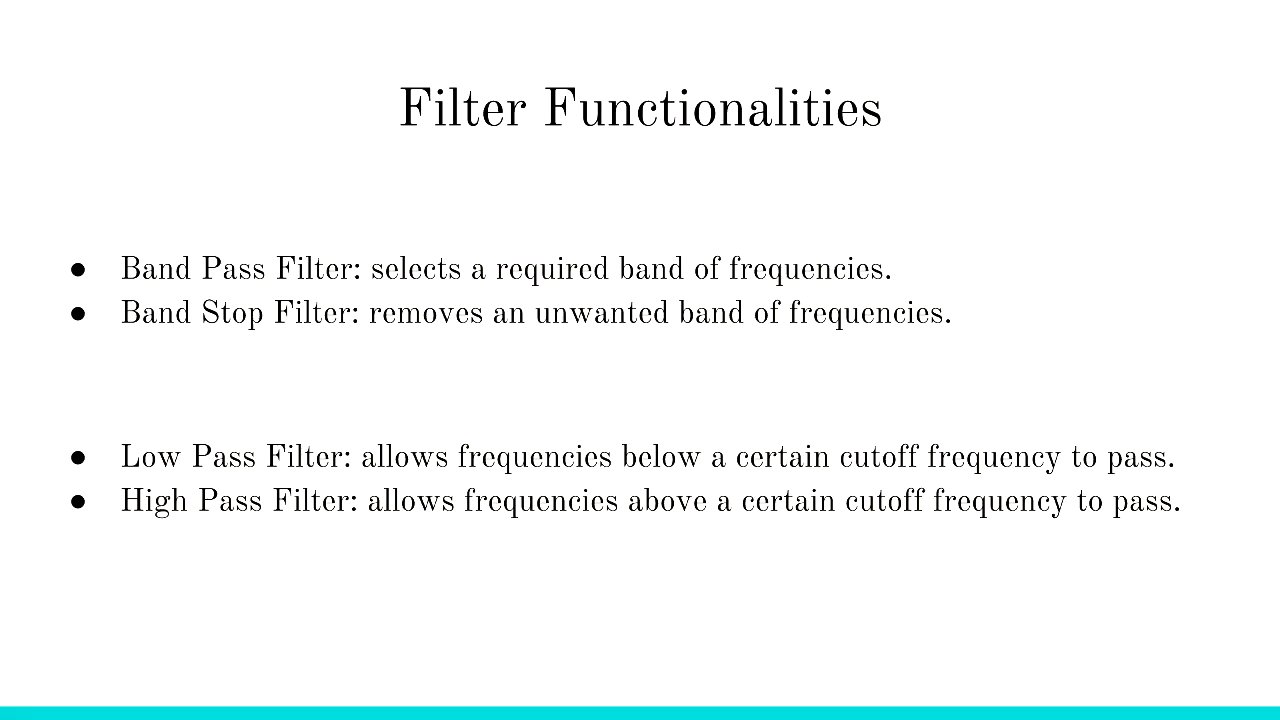 Filter Functionalities
● Band Pass Filter: selects a required band of frequencies.
● Band Stop Filter: removes an unwanted band of frequencies.
● Low Pass Filter: allows frequencies below a certain cutoff frequency to pass.
● High Pass Filter: allows frequencies above a certain cutoff frequency to pass.